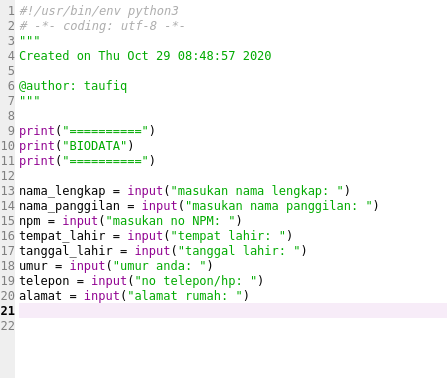 1 #!/usr/bin/env python3
2 # -*- coding: utf-8 -*-
3 """
4 Created on Thu Oct 29 08:48:57 2020
5
6 @author: taufiq
7 """
8
9 print("==========")
10 print("BIODATA")
11 print("==========")
12
13 nama_lengkap = input("masukan nama lengkap: ")
14 nama_panggilan = input("masukan nama panggilan: ")
15 npm = input("masukan no NPM: ")
16 tempat_lahir = input("tempat lahir: ")
17 tanggal_lahir = input("tanggal lahir: ")
18 umur = input("umur anda: ")
19 telepon = input("no telepon/hp: ")
20 alamat = input("alamat rumah: ")
21
22